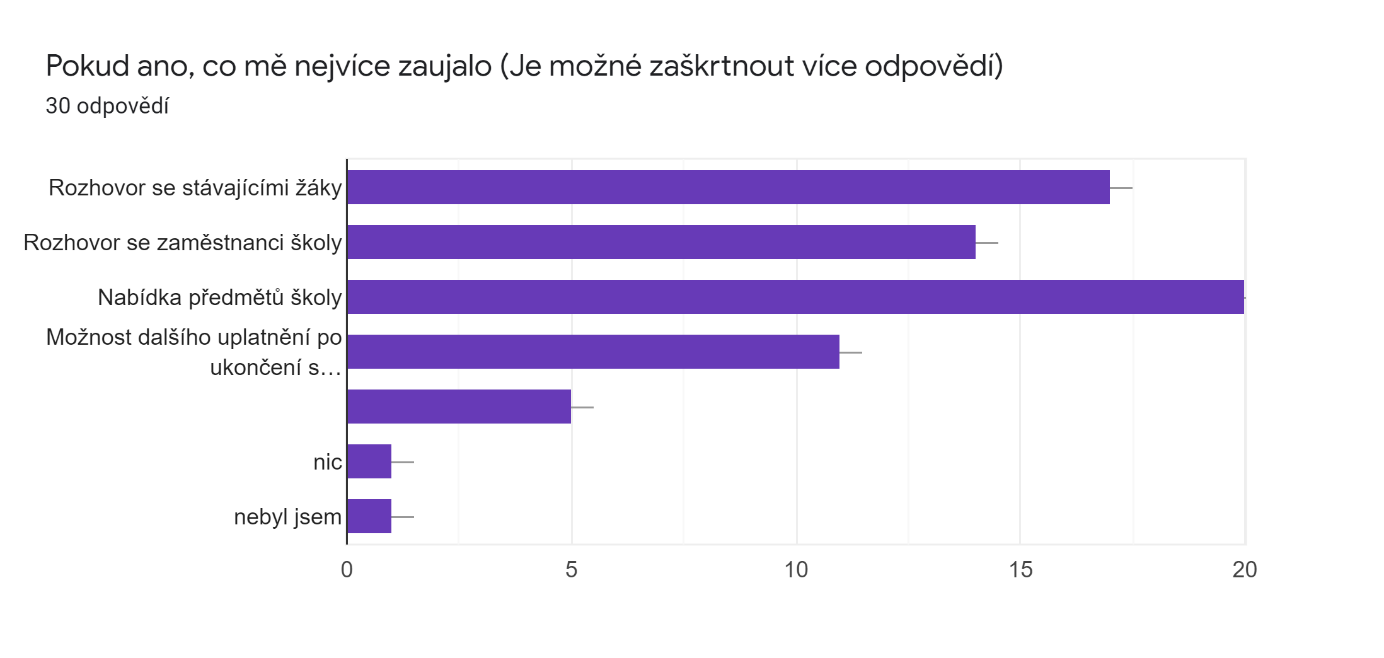 Pokud ano, co mě nejvíce zaujalo (Je možné zaškrtnout více odpovědí)
30 odpovědí
Rozhovor se stávajícími žáky
Rozhovor se zaměstnanci školy
Nabídka předmětů školy
Možnost dalšího uplatnění po
ukončení s…
nic
nebyl jsem
0 5 10 15 20